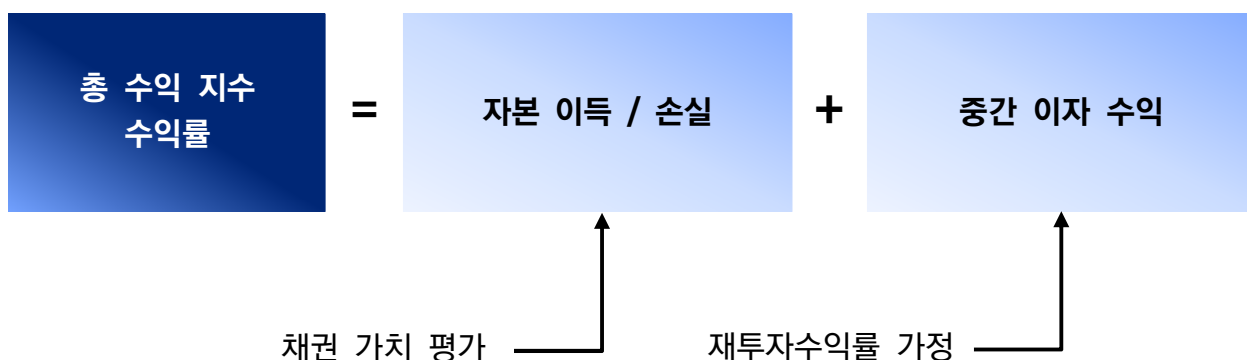 총 수익 지수
수익률
=
자본 이득 / 손실
+
중간 이자 수익
채권 가치 평가
재투자수익률 가정